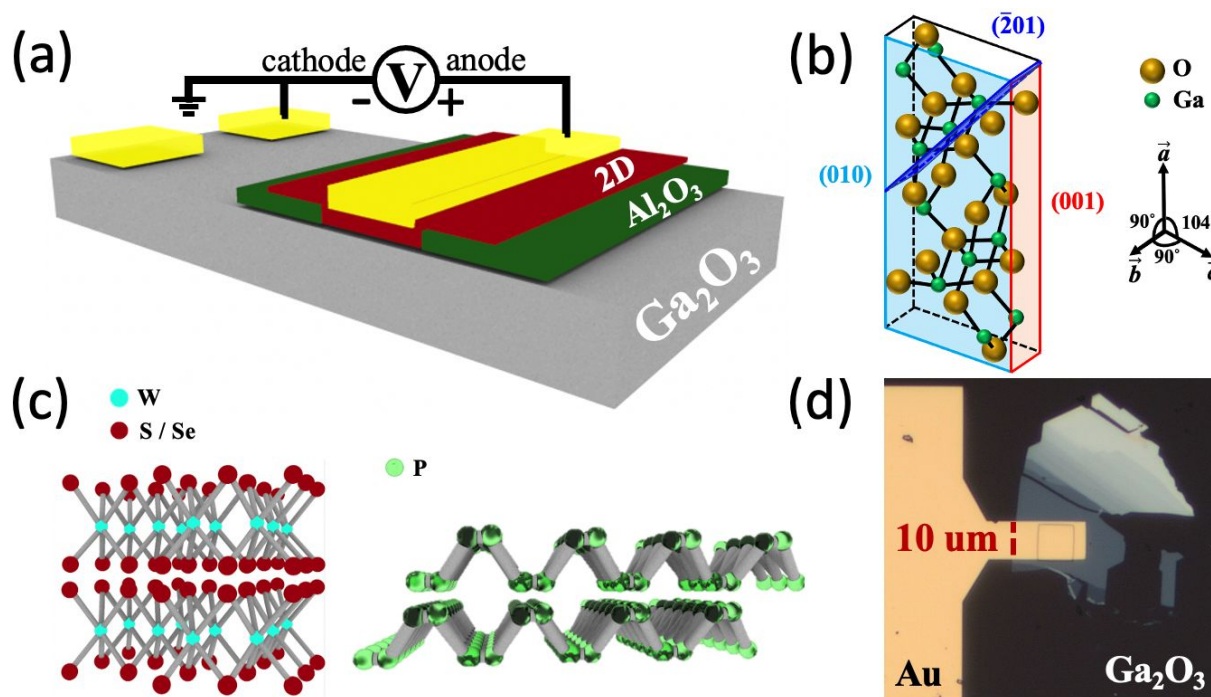 (a)
cathode
V
anode
-
+
2D
Al₂O₃
Ga₂O₃
(b)
(2̄01)
O
Ga
(010)
(001)
a⃗
90°
104
90°
b⃗
(c)
W
S / Se
P
(d)
10 um
Au
Ga₂O₃